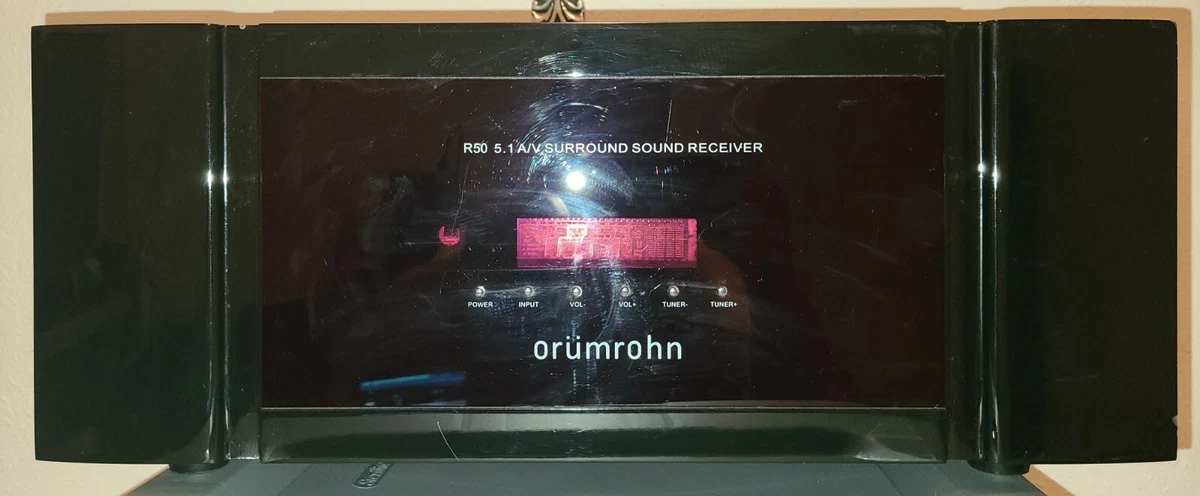 R50 5.1 A/V SURROUND SOUND RECEIVER
POWER INPUT VOL- VOL+ TUNER- TUNER+
orümrohn